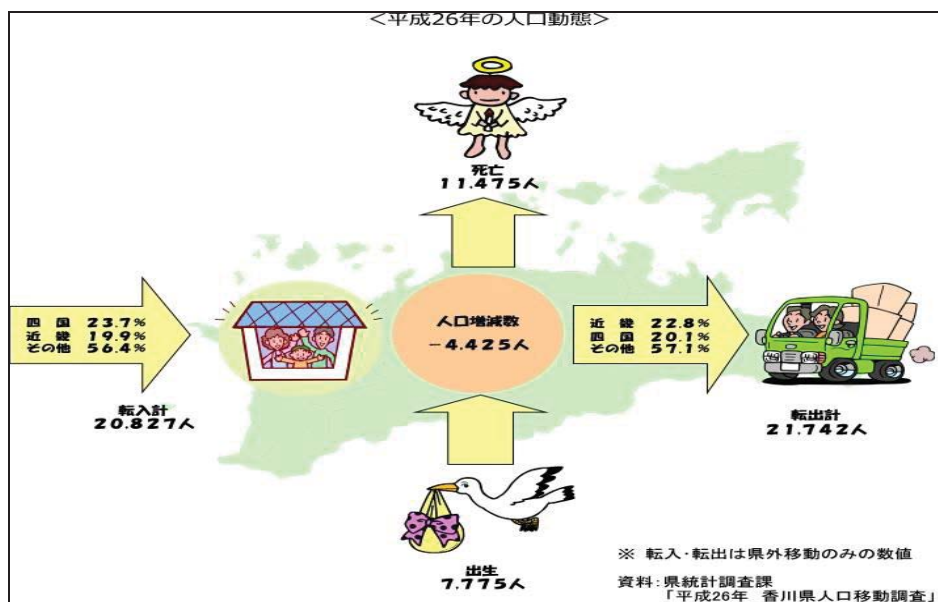 <平成26年の人口動態>
死亡
11.475人
四国 23.7%
近畿 19.9%
その他 56.4%
人口増減数
-4.425人
近畿 22.8%
四国 20.1%
その他 57.1%
転入計
20.827人
転出計
21.742人
出生
7.775人
※ 転入・転出は県外移動のみの数値
資料:県統計調査課
「平成26年 香川県人口移動調査」